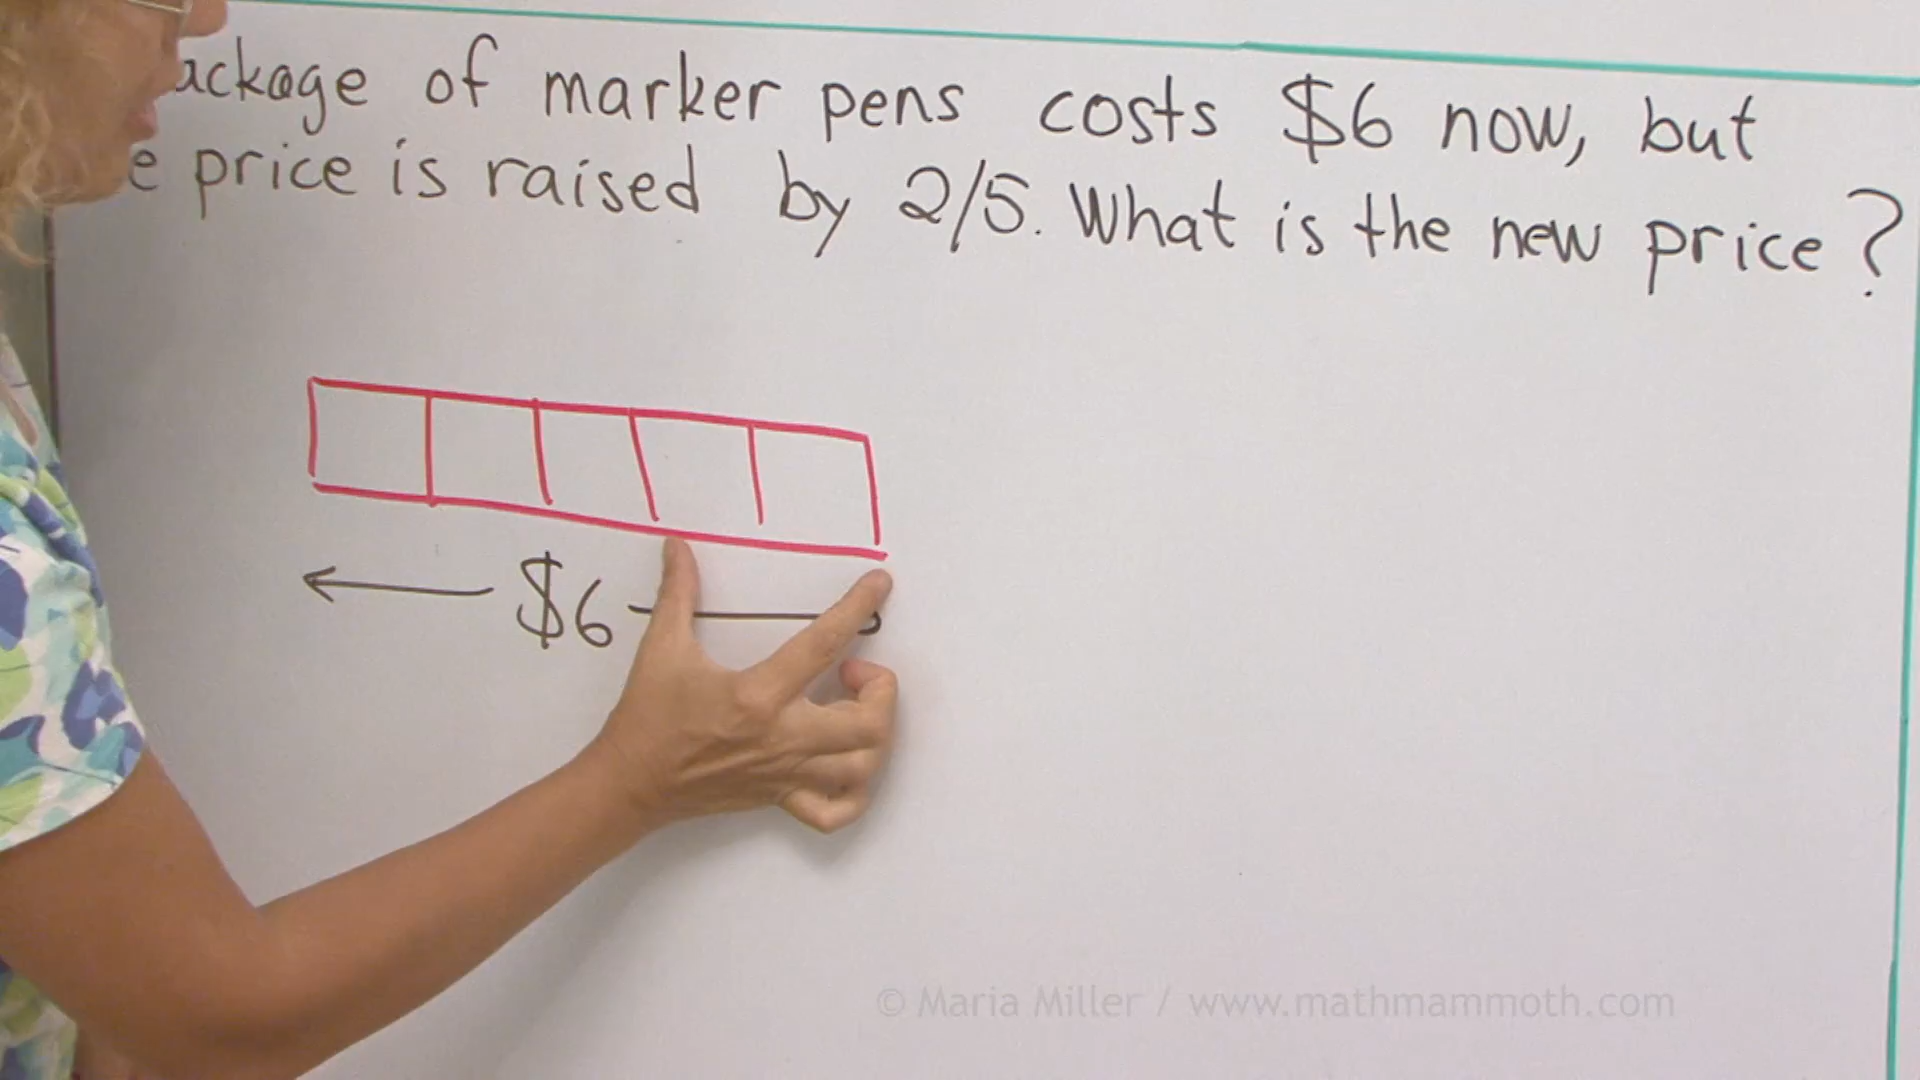 ackage of marker pens costs $6 now, but
e price is raised by 2/5. What is the new price?
$6
© Maria Miller / www.mathmammoth.com